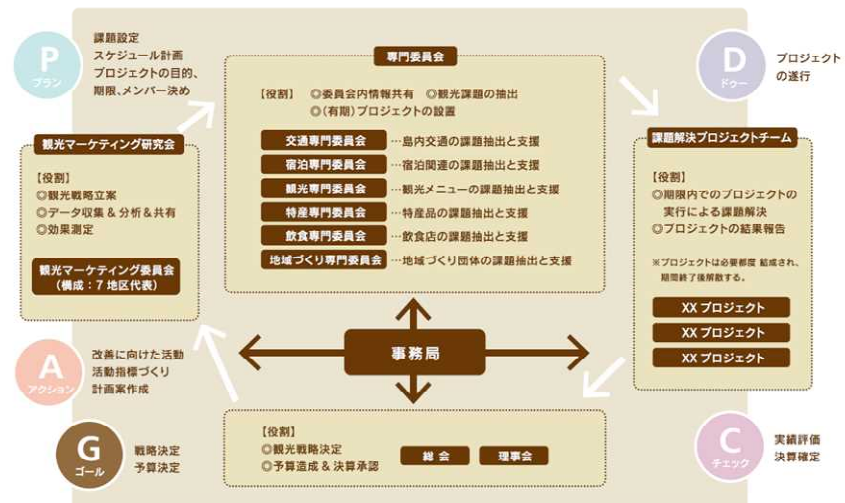 P
プラン
課題設定
スケジュール計画
プロジェクトの目的、
期限、メンバー決め
専門委員会
【役割】 ◎委員会内情報共有 ◎観光課題の抽出
◎(有期)プロジェクトの設置
交通専門委員会 …島内交通の課題抽出と支援
宿泊専門委員会 …宿泊関連の課題抽出と支援
観光専門委員会 …観光メニューの課題抽出と支援
特産専門委員会 …特産品の課題抽出と支援
飲食専門委員会 …飲食店の課題抽出と支援
地域づくり専門委員会 …地域づくり団体の課題抽出と支援
D
ドゥー
プロジェクト
の遂行
観光マーケティング研究会
【役割】
◎観光戦略立案
◎データ収集&分析&共有
◎効果測定
観光マーケティング委員会
(構成:7地区代表)
課題解決プロジェクトチーム
【役割】
◎期限内でのプロジェクトの
実行による課題解決
◎プロジェクトの結果報告
※プロジェクトは必要都度 結成され、
期間終了後解散する。
XX プロジェクト
XX プロジェクト
XX プロジェクト
事務局
A
アクション
改善に向けた活動
活動指標づくり
計画案作成
G
ゴール
戦略決定
予算決定
【役割】
◎観光戦略決定
◎予算造成&決算承認
総会
理事会
C
チェック
実績評価
決算確定